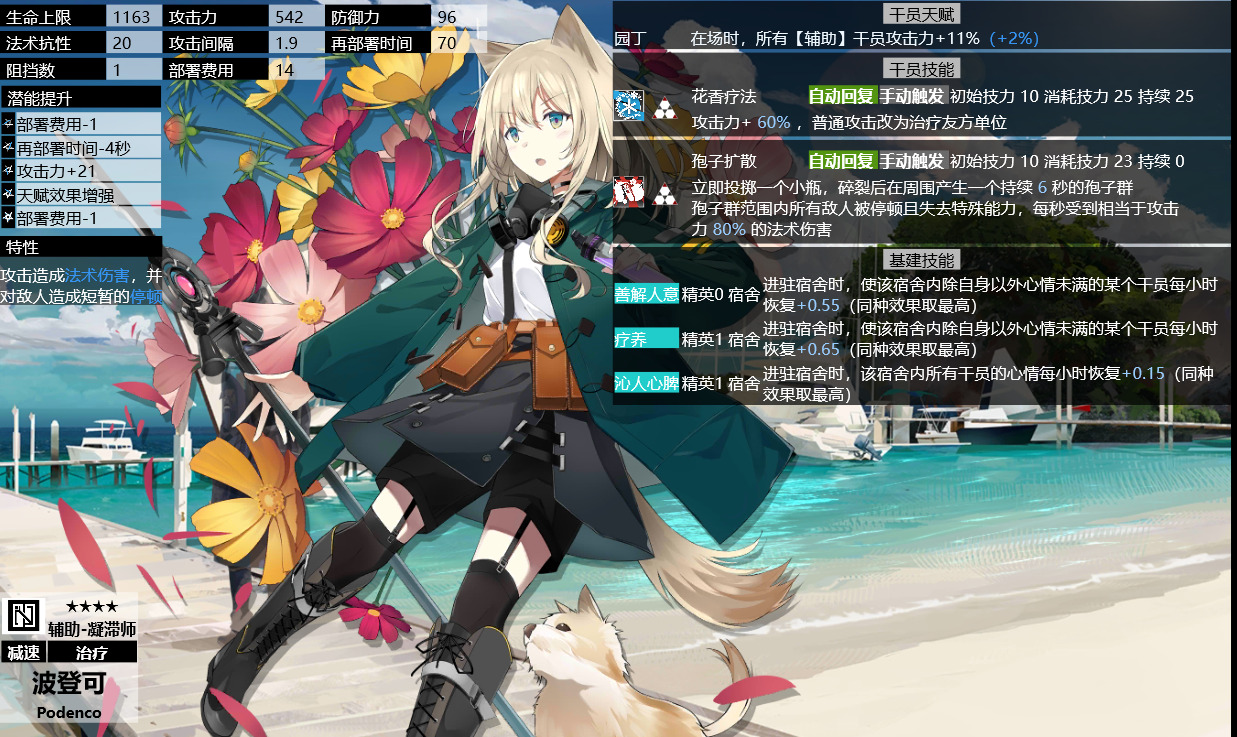 生命上限 1163 攻击力 542 防御力 96
法术抗性 20 攻击间隔 1.9 再部署时间 70
阻挡数 1 部署费用 14
潜能提升
部署费用-1
再部署时间-4秒
攻击力+21
天赋效果增强
部署费用-1
特性
攻击造成法术伤害，并
对敌人造成短暂的停顿
干员天赋
园丁 在场时，所有【辅助】干员攻击力+11%（+2%）
干员技能
花香疗法 自动回复 手动触发 初始技力 10 消耗技力 25 持续 25
攻击力+ 60% ，普通攻击改为治疗友方单位
孢子扩散 自动回复 手动触发 初始技力 10 消耗技力 23 持续 0
立即投掷一个小瓶，碎裂后在周围产生一个持续 6 秒的孢子群
孢子群范围内所有敌人被停顿且失去特殊能力，每秒受到相当于攻击
力 80% 的法术伤害
基建技能
善解人意 精英0 宿舍 进驻宿舍时，使该宿舍内除自身以外心情未满的某个干员每小时
恢复+0.55（同种效果取最高）
疗养 精英1 宿舍 进驻宿舍时，使该宿舍内除自身以外心情未满的某个干员每小时
恢复+0.65（同种效果取最高）
沁人心脾 精英1 宿舍 进驻宿舍时，该宿舍内所有干员的心情每小时恢复+0.15（同种
效果取最高）
★★★★
辅助-凝滞师
减速 治疗
波登可
Podenco